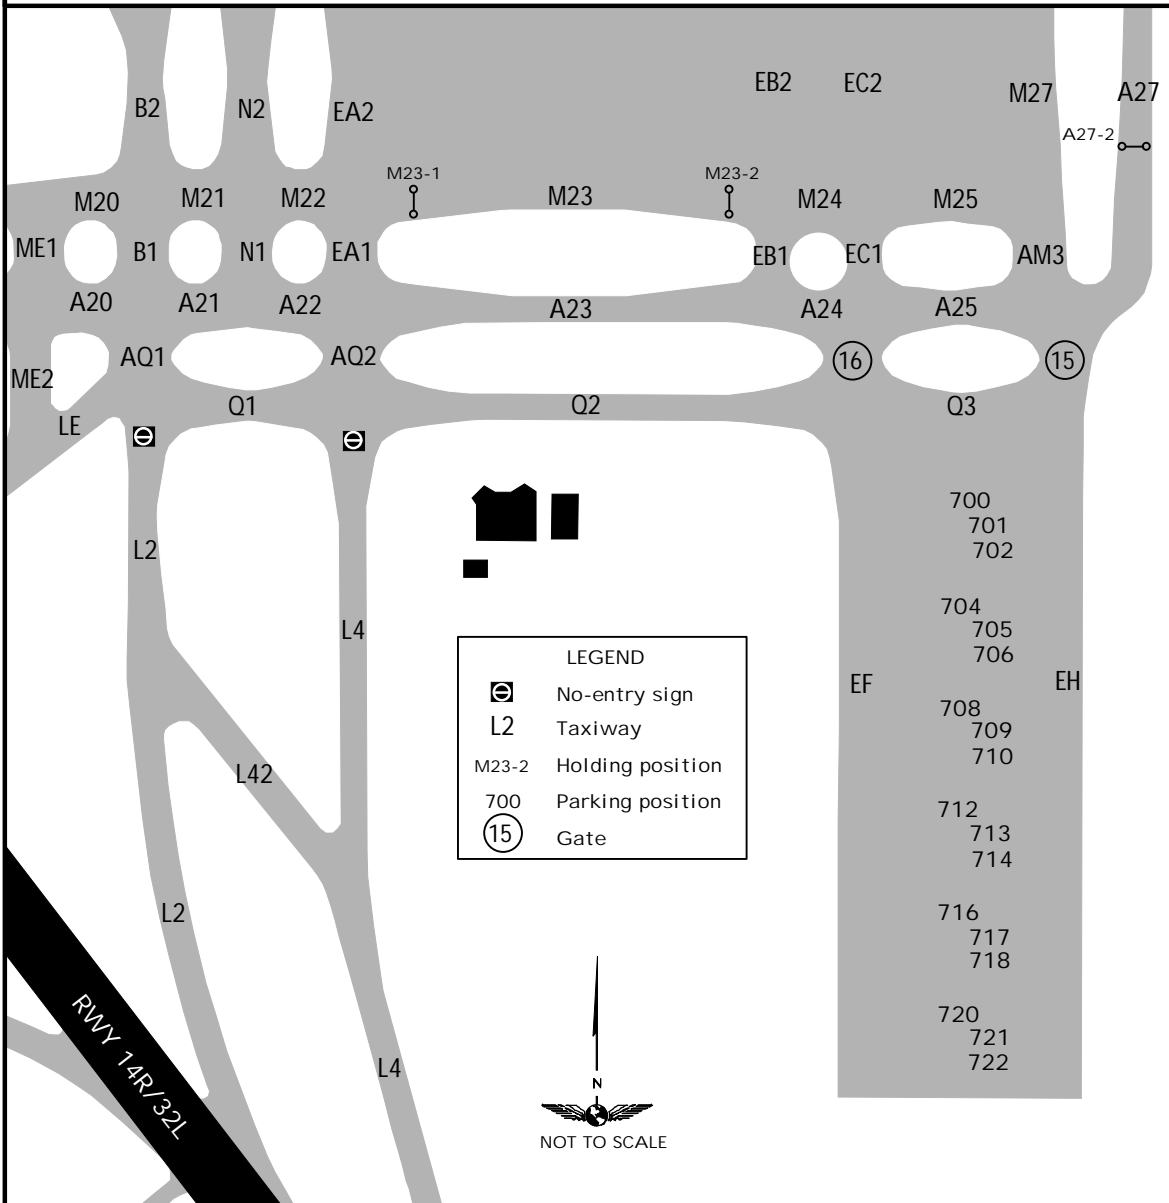 EB2 EC2
B2 N2 EA2 M27 A27
A27-2
M23-1 M23-2
M20 M21 M22 M23 M24 M25
ME1 B1 N1 EA1 EB1 EC1 AM3
A20 A21 A22 A23 A24 A25
AQ1 AQ2 16 15
ME2
LE Q1 Q2 Q3
700
701
L2 702
704
L4 705
706
LEGEND
No-entry sign
L2 Taxiway
M23-2 Holding position
700 Parking position
15 Gate
EF EH
708
709
710
L42
712
713
714
L2 716
717
718
RWY 14R/32L
720
721
L4 722
N
NOT TO SCALE